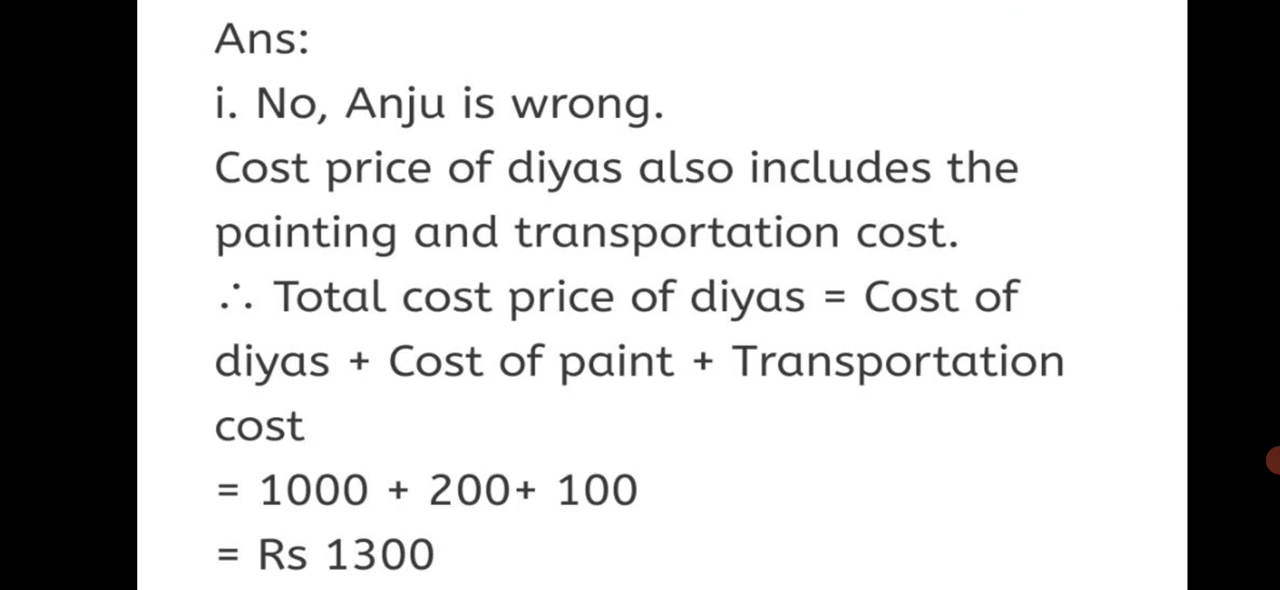 Ans:
i. No, Anju is wrong.
Cost price of diyas also includes the
painting and transportation cost.
∴ Total cost price of diyas = Cost of
diyas + Cost of paint + Transportation
cost
= 1000 + 200+ 100
= Rs 1300